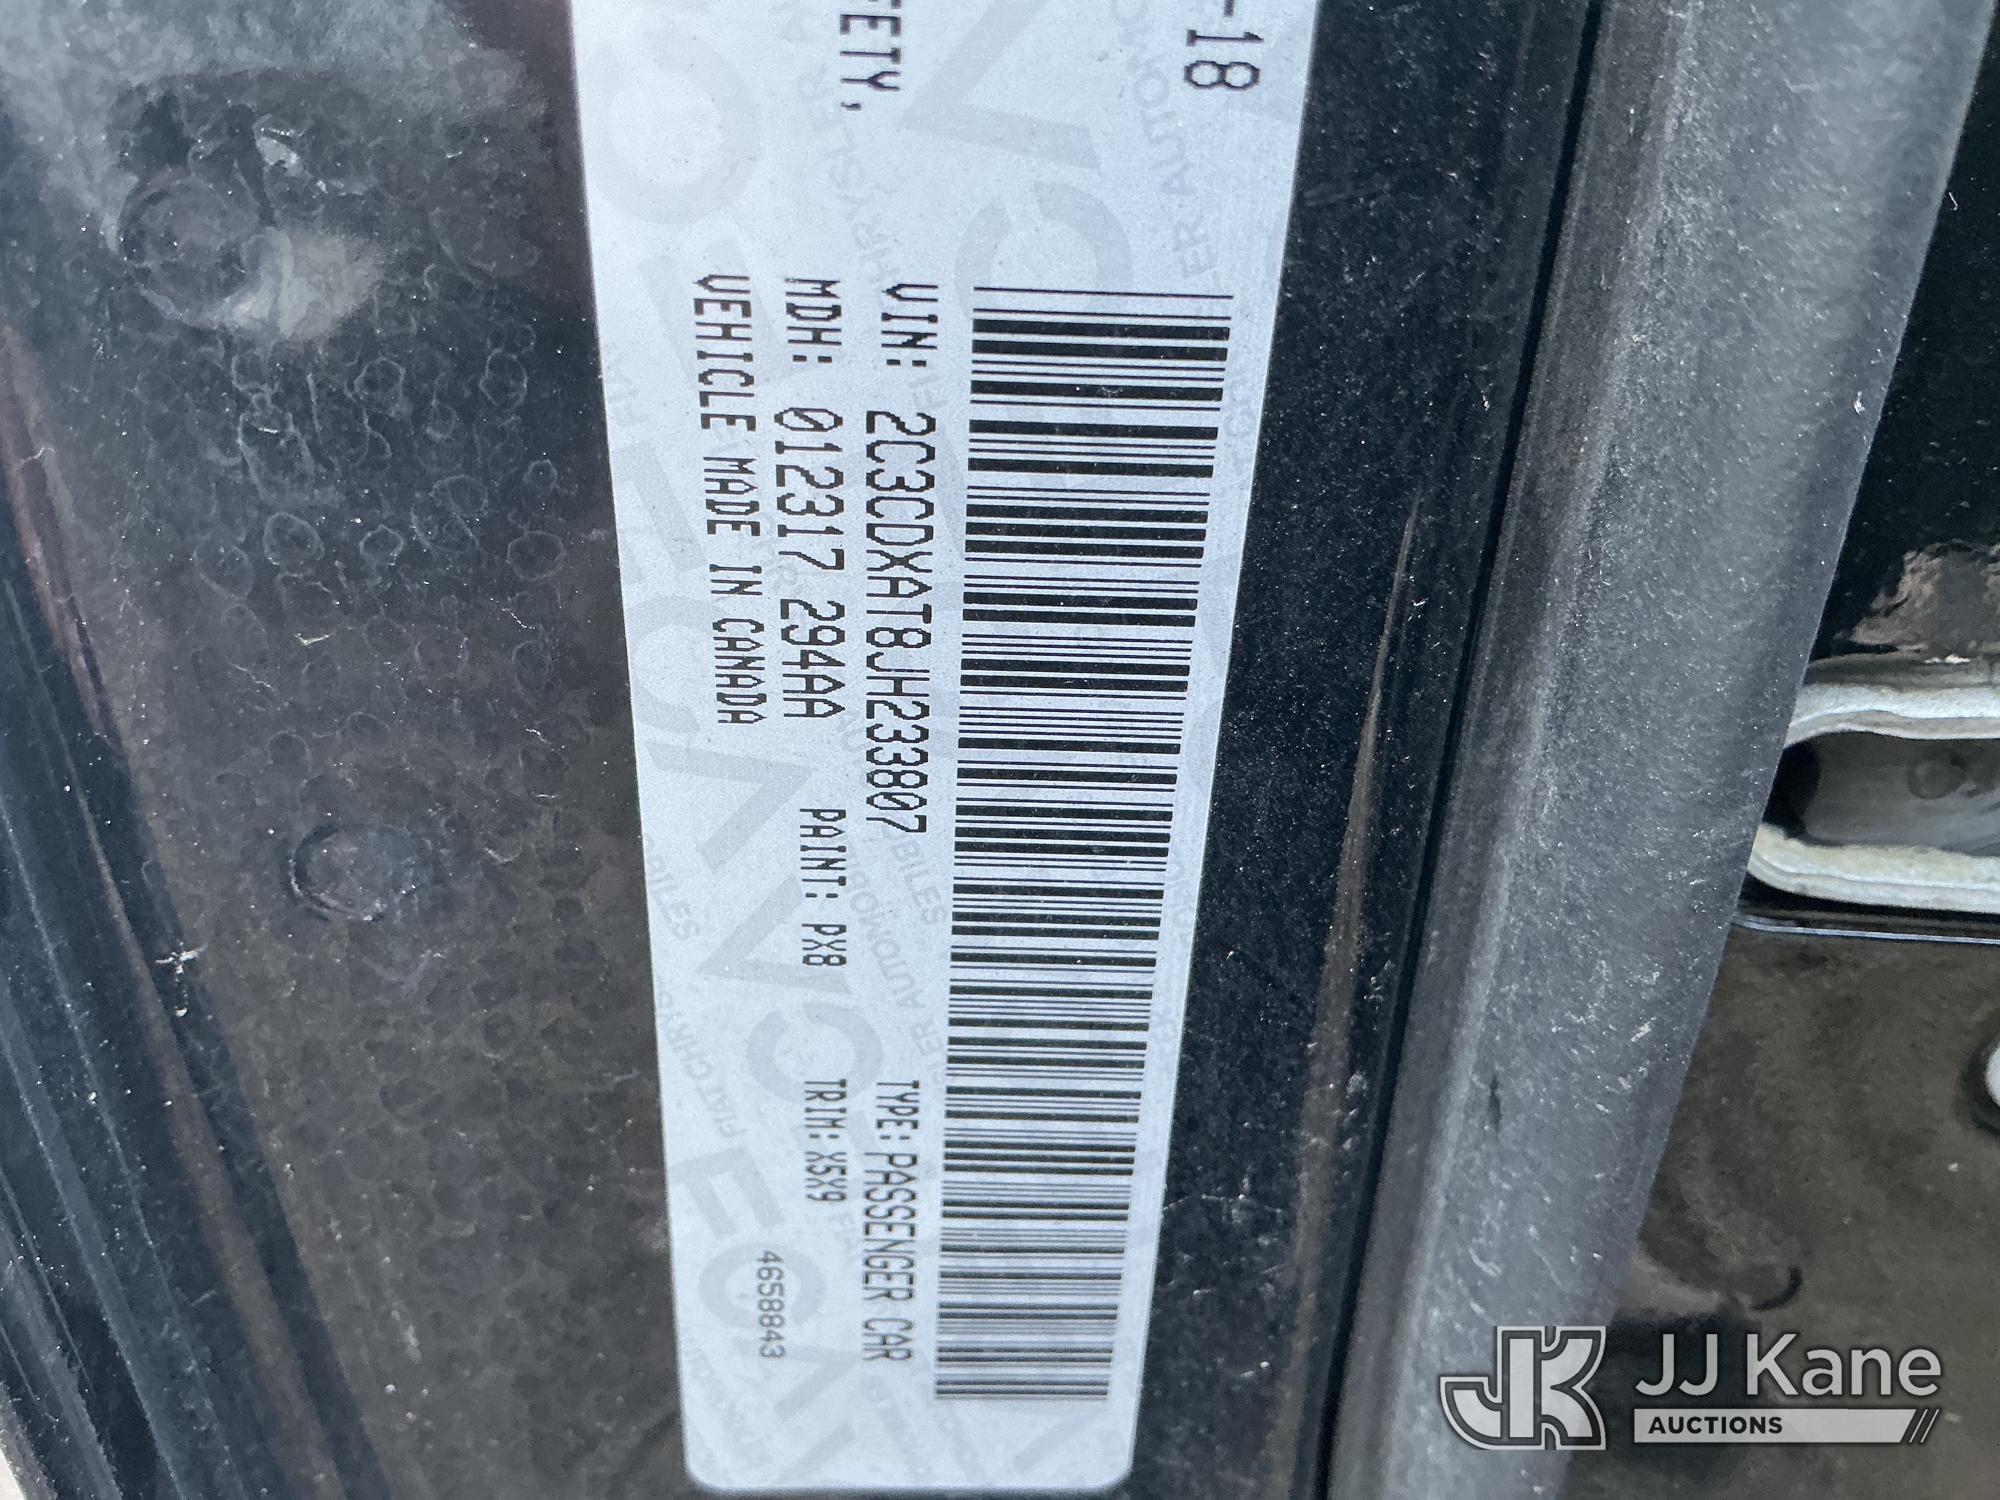 -18
FETY,
VIN: 2C3CDXAT8JH233807
TYPE: PASSENGER CAR
MDH: 012317 294AA
PAINT: PX8
TRIM: X5X9
VEHICLE MADE IN CANADA
46588843
JJ Kane
AUCTIONS